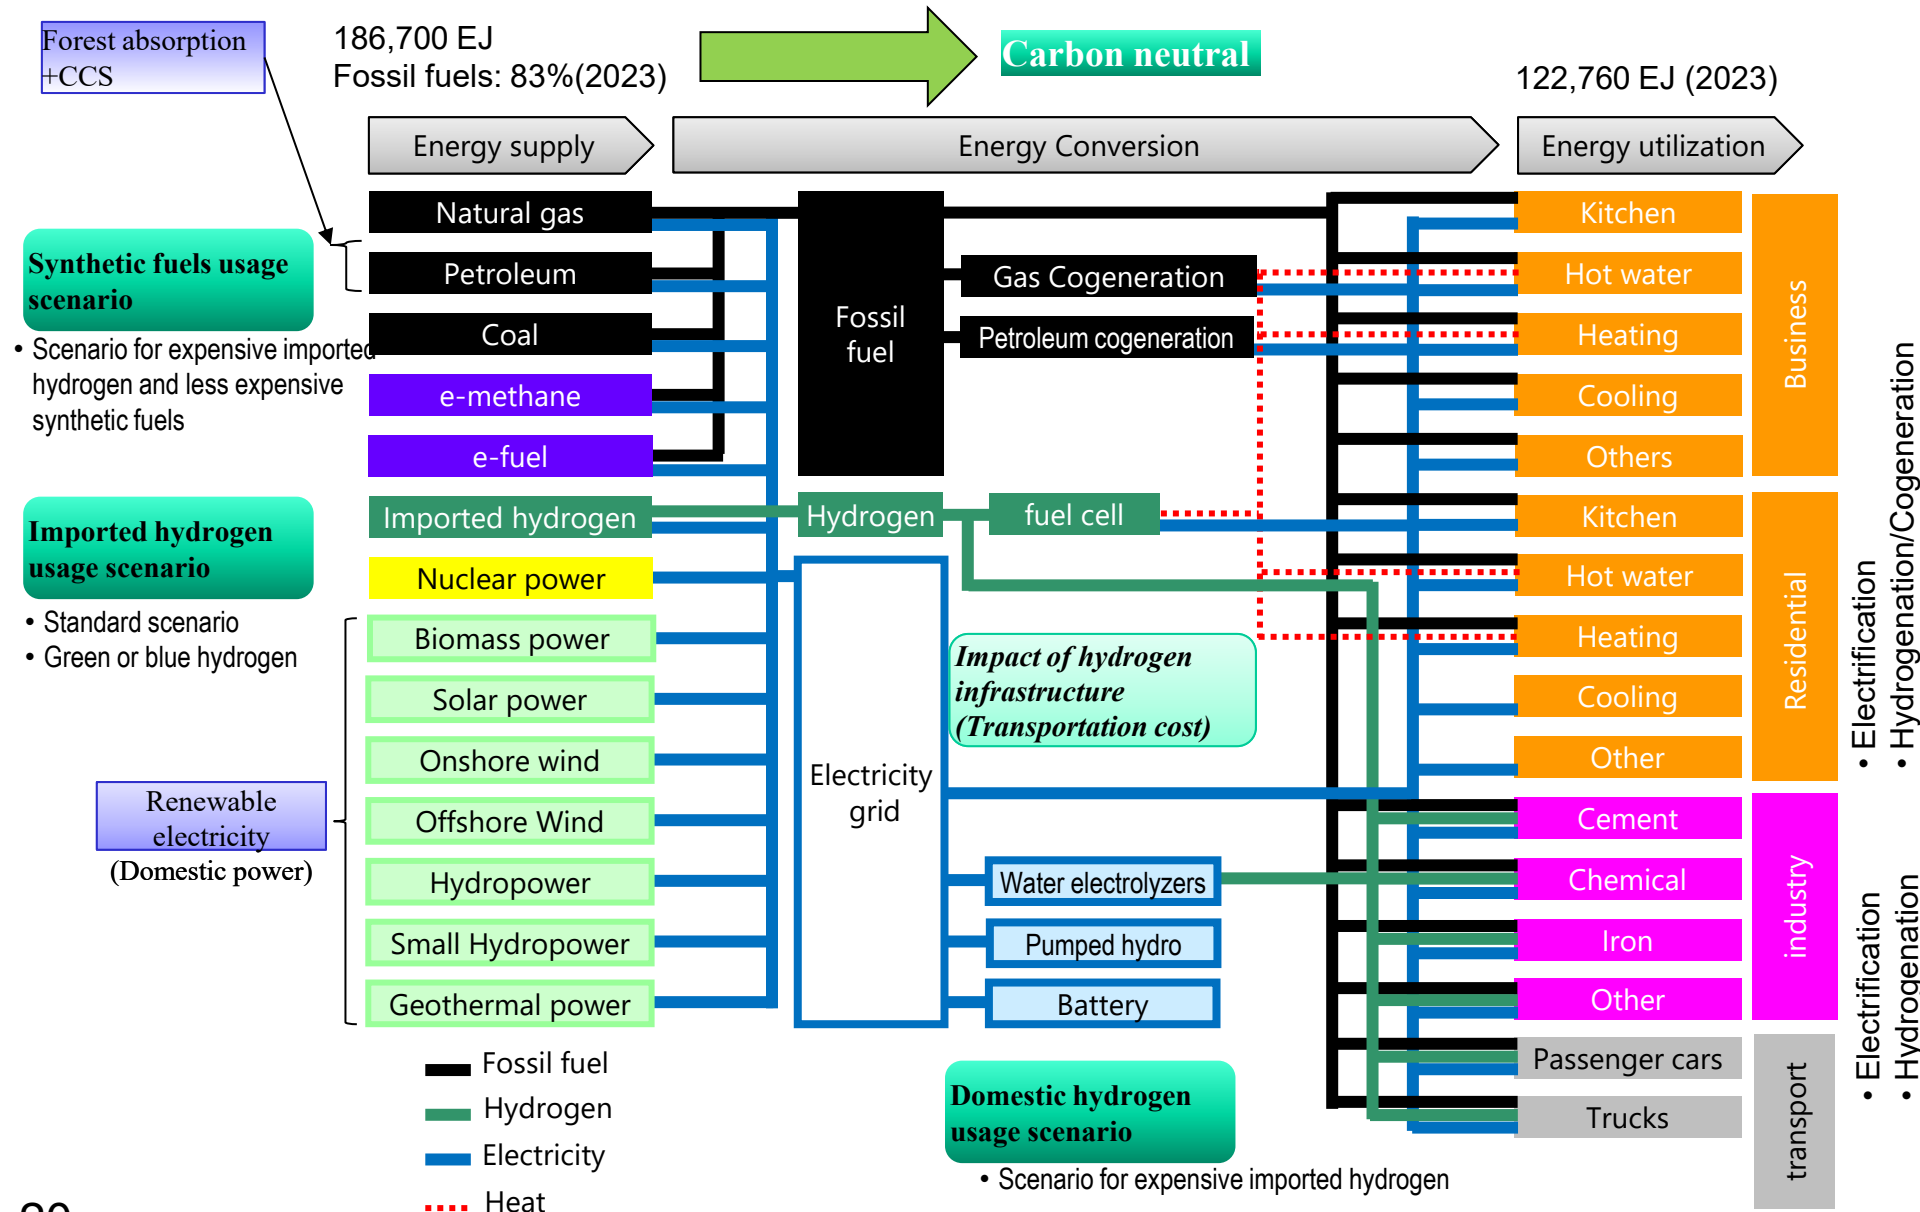 Forest absorption
+CCS
186,700 EJ
Fossil fuels: 83%(2023)
Carbon neutral
122,760 EJ (2023)
Energy supply
Energy Conversion
Energy utilization
Synthetic fuels usage
scenario
• Scenario for expensive imported
hydrogen and less expensive
synthetic fuels
Imported hydrogen
usage scenario
• Standard scenario
• Green or blue hydrogen
Renewable
electricity
(Domestic power)
Natural gas
Petroleum
Coal
e-methane
e-fuel
Imported hydrogen
Nuclear power
Biomass power
Solar power
Onshore wind
Offshore Wind
Hydropower
Small Hydropower
Geothermal power
Fossil fuel
Hydrogen
Electricity
Heat
Fossil
fuel
Gas Cogeneration
Petroleum cogeneration
Hydrogen
fuel cell
Impact of hydrogen
infrastructure
(Transportation cost)
Electricity
grid
Water electrolyzers
Pumped hydro
Battery
Domestic hydrogen
usage scenario
• Scenario for expensive imported hydrogen
Kitchen
Hot water
Heating
Cooling
Others
Business
Kitchen
Hot water
Heating
Cooling
Other
Residential
• Electrification
• Hydrogenation/Cogeneration
Cement
Chemical
Iron
Other
industry
Passenger cars
Trucks
transport
• Electrification
• Hydrogenation